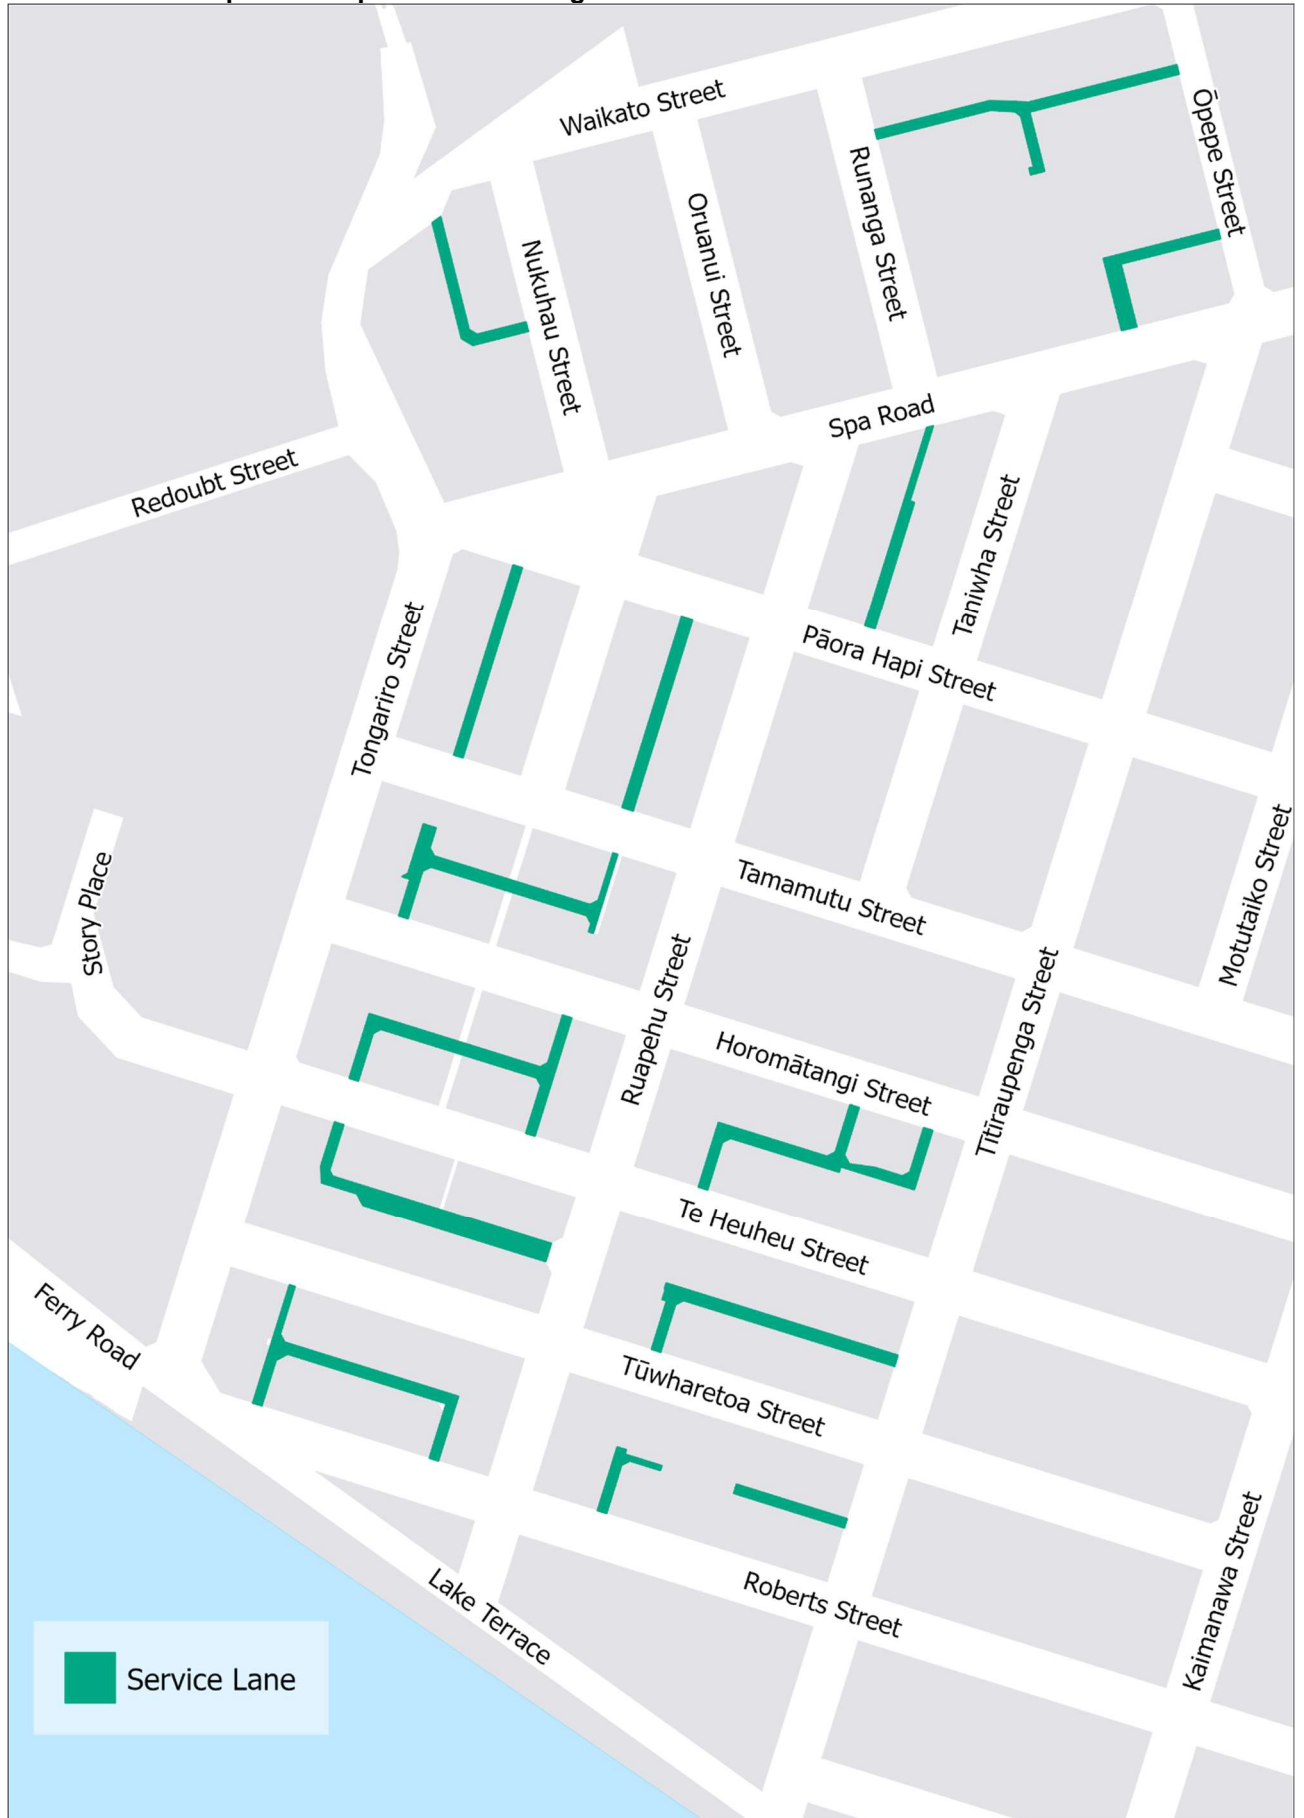 Waikato Street
Ōpepe Street
Runanga Street
Oruanui Street
Nukuhau Street
Spa Road
Redoubt Street
Taniwha Street
Tongariro Street
Pāora Hapi Street
Motutaiko Street
Story Place
Tamamutu Street
Ruapehu Street
Tītīraupenga Street
Horomātangi Street
Te Heuheu Street
Ferry Road
Tūwharetoa Street
Kaimanawa Street
Lake Terrace
Roberts Street
Service Lane